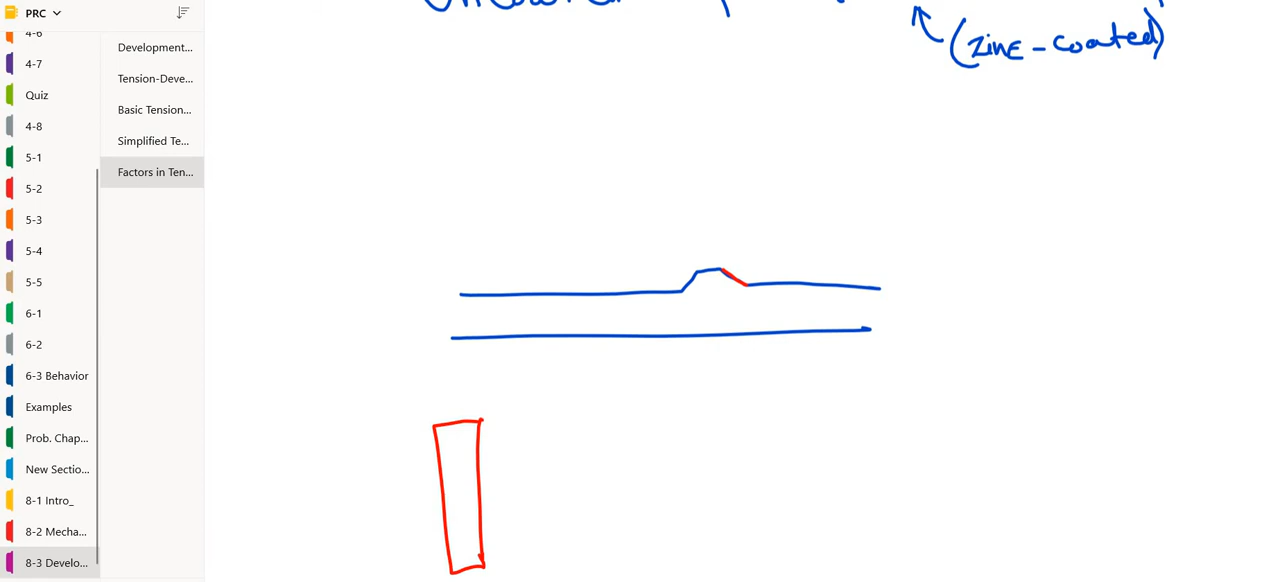 PRC
4-6
4-7
Quiz
4-8
5-1
5-2
5-3
5-4
5-5
6-1
6-2
6-3 Behavior
Examples
Prob. Chap...
New Sectio...
8-1 Intro_
8-2 Mecha...
8-3 Develo...
Development...
Tension-Deve...
Basic Tension...
Simplified Te...
Factors in Ten...
(zinc-coated)